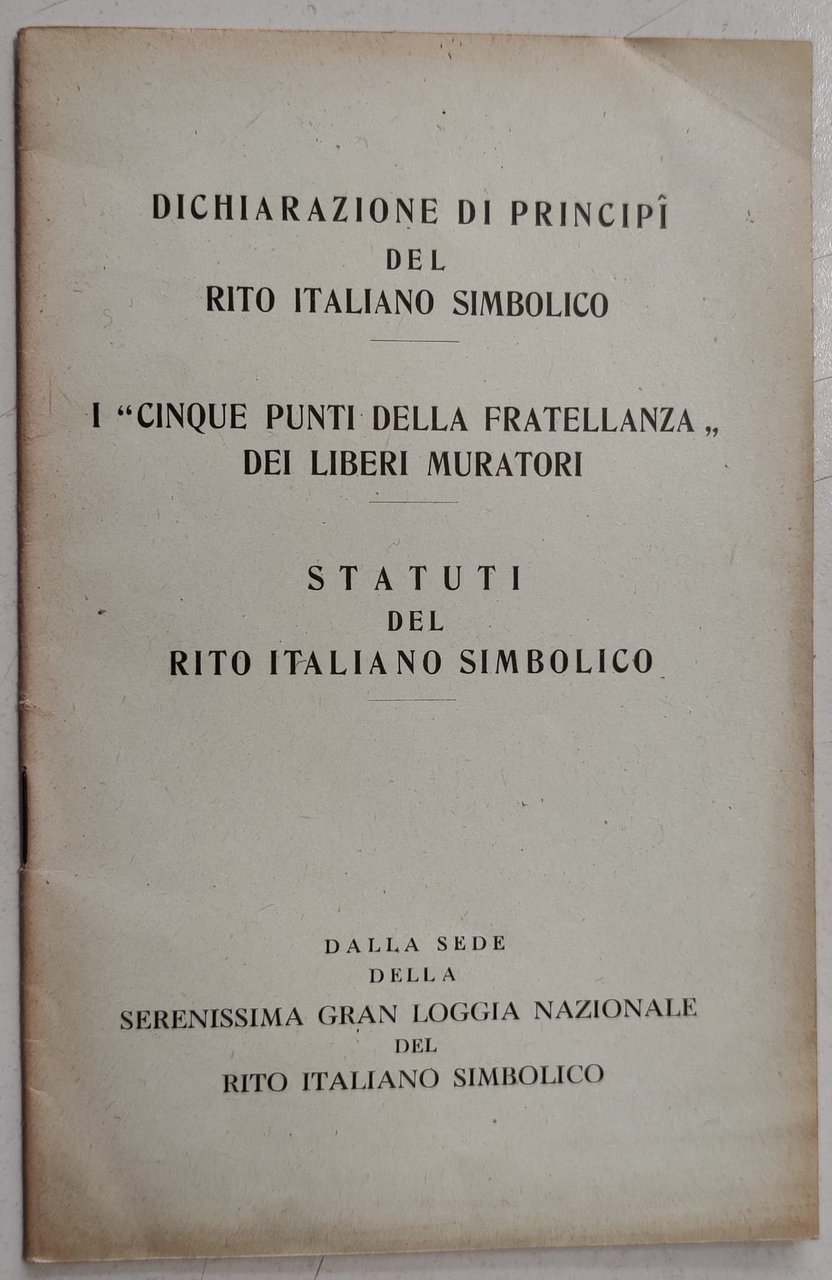 DICHIARAZIONE DI PRINCIPÎ
DEL
RITO ITALIANO SIMBOLICO
I “CINQUE PUNTI DELLA FRATELLANZA„
DEI LIBERI MURATORI
STATUTI
DEL
RITO ITALIANO SIMBOLICO
DALLA SEDE
DELLA
SERENISSIMA GRAN LOGGIA NAZIONALE
DEL
RITO ITALIANO SIMBOLICO